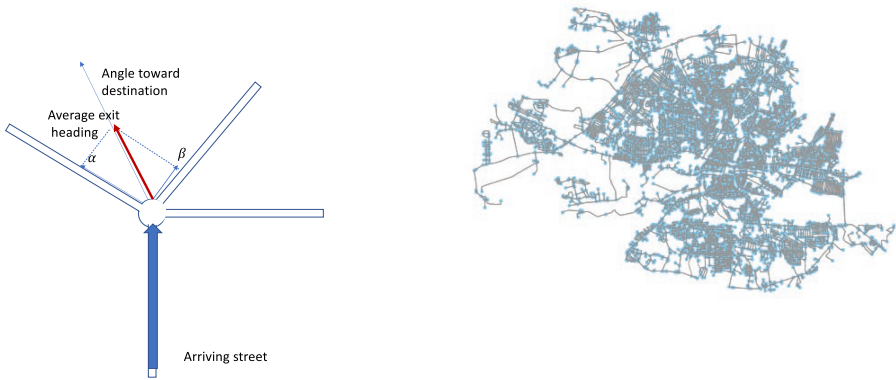 Angle toward
destination
Average exit
heading
α
β
Arriving street